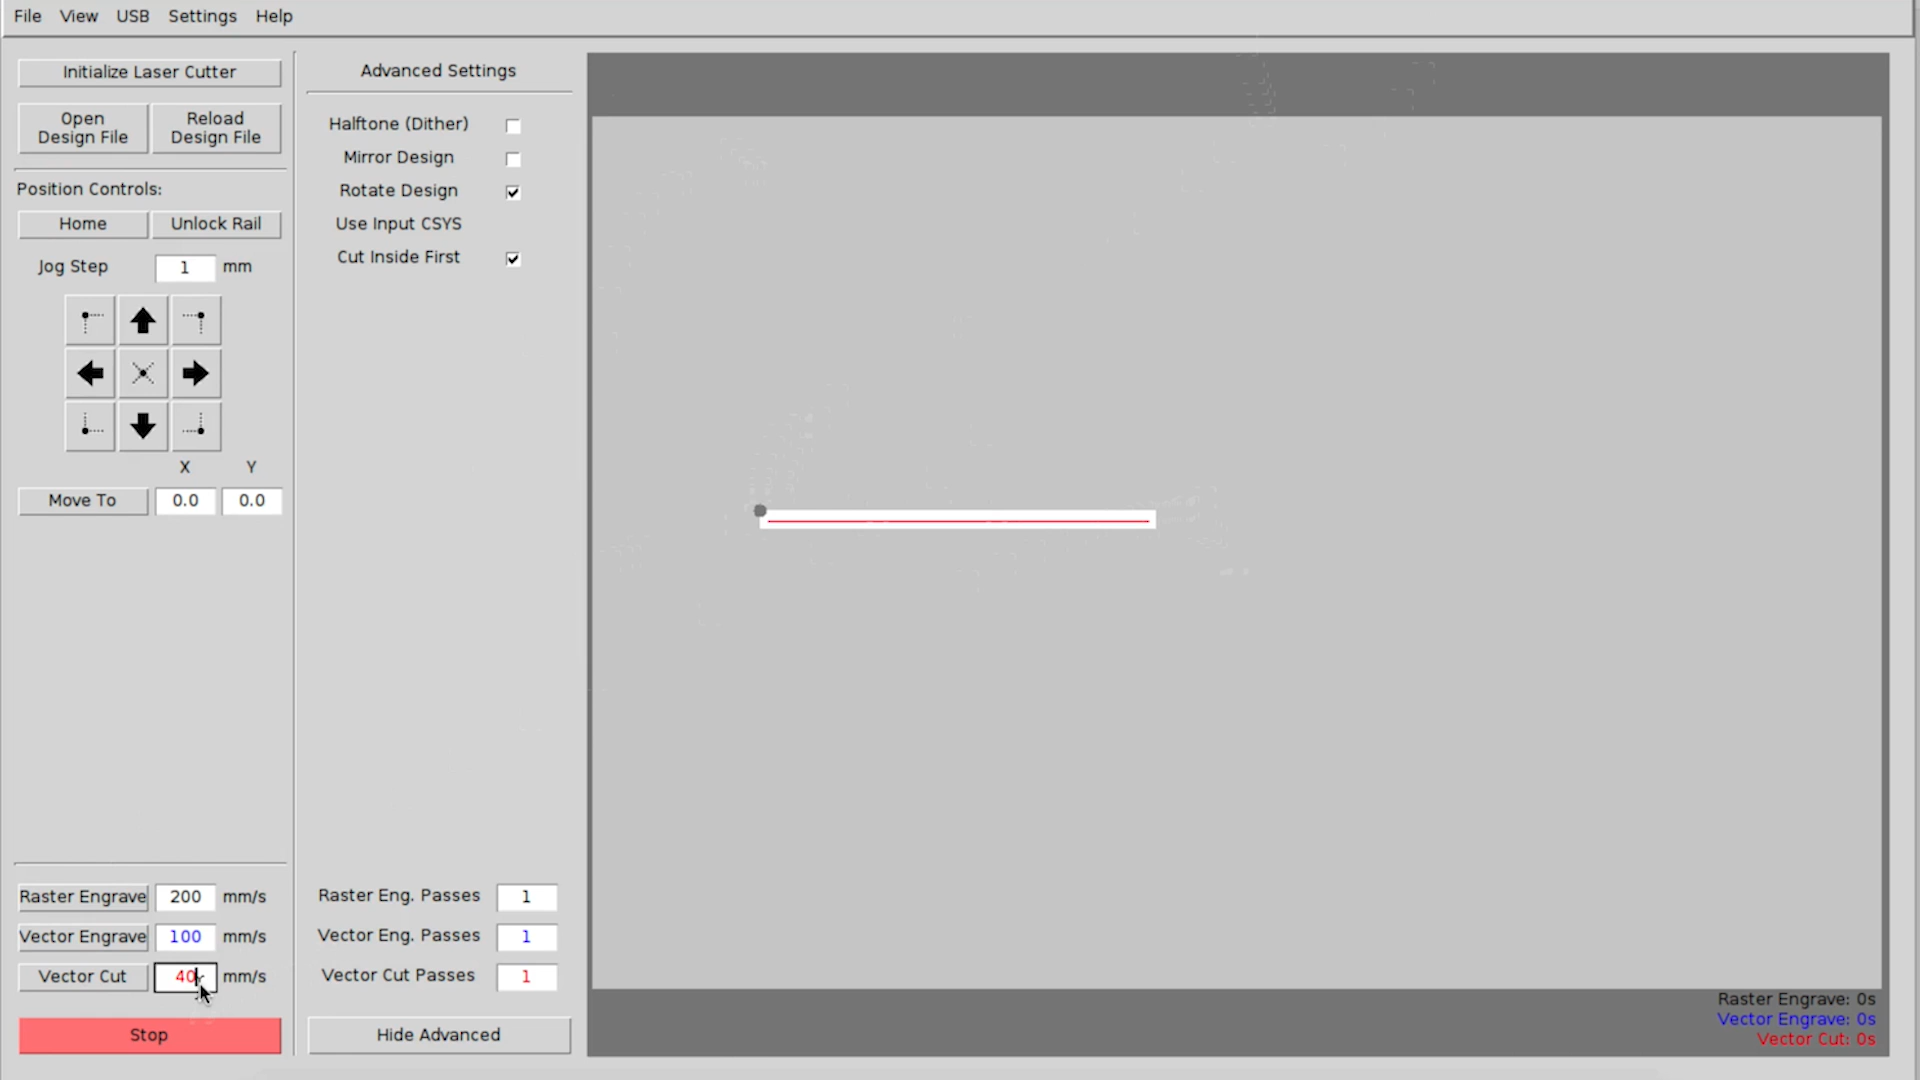 File View USB Settings Help
Initialize Laser Cutter
Open
Design File
Reload
Design File
Position Controls:
Home
Unlock Rail
Jog Step 1 mm
X Y
Move To 0.0 0.0
Raster Engrave 200 mm/s
Vector Engrave 100 mm/s
Vector Cut 40 mm/s
Stop
Advanced Settings
Halftone (Dither)
Mirror Design
Rotate Design
Use Input CSYS
Cut Inside First
Raster Eng. Passes 1
Vector Eng. Passes 1
Vector Cut Passes 1
Hide Advanced
Raster Engrave: 0s
Vector Engrave: 0s
Vector Cut: 0s